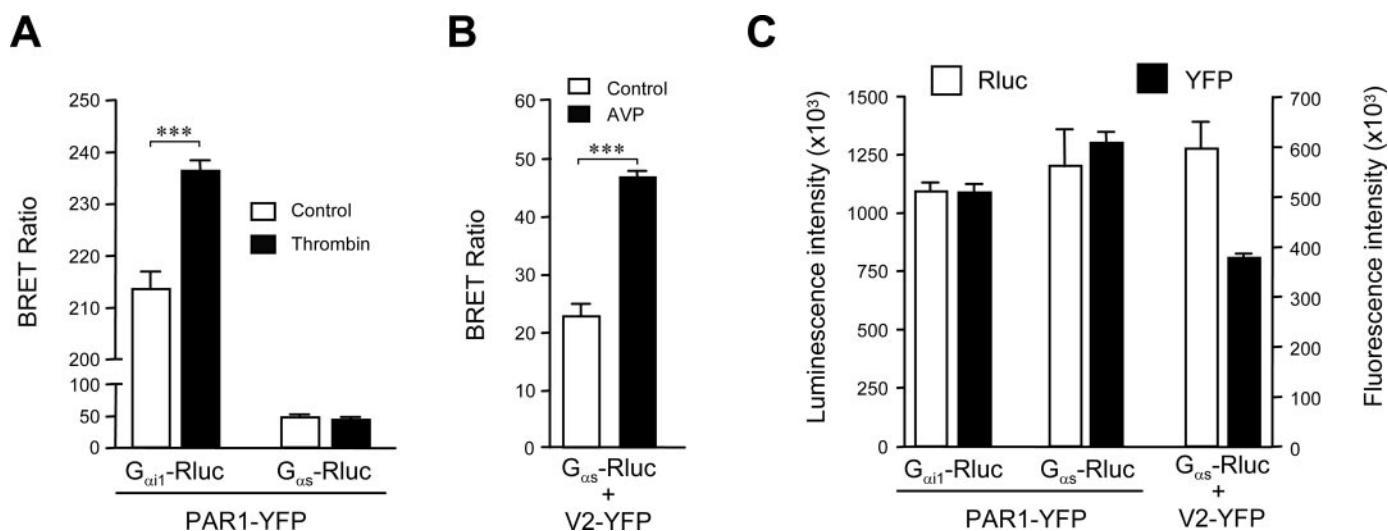 A
BRET Ratio
250
240
230
220
210
200
100
50
0
***
Control
Thrombin
Gαi1-Rluc
Gαs-Rluc
PAR1-YFP
B
Control
AVP
BRET Ratio
60
50
40
30
20
10
0
***
Gαs-Rluc
+
V2-YFP
C
Rluc
YFP
Luminescence intensity (x10³)
1500
1250
1000
750
500
250
0
700
600
500
400
300
200
100
0
Fluorescence intensity (x10³)
Gαi1-Rluc
Gαs-Rluc
PAR1-YFP
Gαs-Rluc
+
V2-YFP